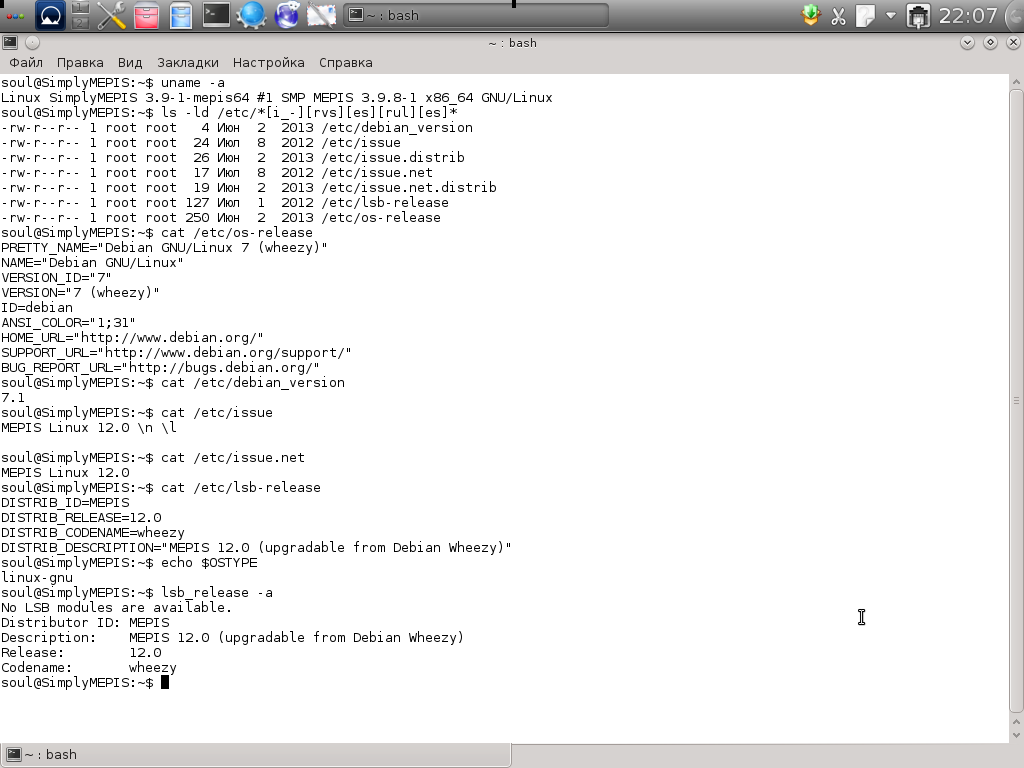 ~ : bash
22:07
~ : bash
Файл Правка Вид Закладки Настройка Справка
soul@SimplyMEPIS:~$ uname -a
Linux SimplyMEPIS 3.9-1-mepis64 #1 SMP MEPIS 3.9.8-1 x86_64 GNU/Linux
soul@SimplyMEPIS:~$ ls -ld /etc/*[i_-][rvs][es][rul][es]*
-rw-r--r-- 1 root root   4 Июн  2  2013 /etc/debian_version
-rw-r--r-- 1 root root  24 Июл  8  2012 /etc/issue
-rw-r--r-- 1 root root  26 Июн  2  2013 /etc/issue.distrib
-rw-r--r-- 1 root root  17 Июл  8  2012 /etc/issue.net
-rw-r--r-- 1 root root  19 Июн  2  2013 /etc/issue.net.distrib
-rw-r--r-- 1 root root 127 Июл  1  2012 /etc/lsb-release
-rw-r--r-- 1 root root 250 Июн  2  2013 /etc/os-release
soul@SimplyMEPIS:~$ cat /etc/os-release
PRETTY_NAME="Debian GNU/Linux 7 (wheezy)"
NAME="Debian GNU/Linux"
VERSION_ID="7"
VERSION="7 (wheezy)"
ID=debian
ANSI_COLOR="1;31"
HOME_URL="http://www.debian.org/"
SUPPORT_URL="http://www.debian.org/support/"
BUG_REPORT_URL="http://bugs.debian.org/"
soul@SimplyMEPIS:~$ cat /etc/debian_version
7.1
soul@SimplyMEPIS:~$ cat /etc/issue
MEPIS Linux 12.0 \n \l
soul@SimplyMEPIS:~$ cat /etc/issue.net
MEPIS Linux 12.0
soul@SimplyMEPIS:~$ cat /etc/lsb-release
DISTRIB_ID=MEPIS
DISTRIB_RELEASE=12.0
DISTRIB_CODENAME=wheezy
DISTRIB_DESCRIPTION="MEPIS 12.0 (upgradable from Debian Wheezy)"
soul@SimplyMEPIS:~$ echo $OSTYPE
linux-gnu
soul@SimplyMEPIS:~$ lsb_release -a
No LSB modules are available.
Distributor ID: MEPIS
Description:    MEPIS 12.0 (upgradable from Debian Wheezy)
Release:        12.0
Codename:       wheezy
soul@SimplyMEPIS:~$
~ : bash